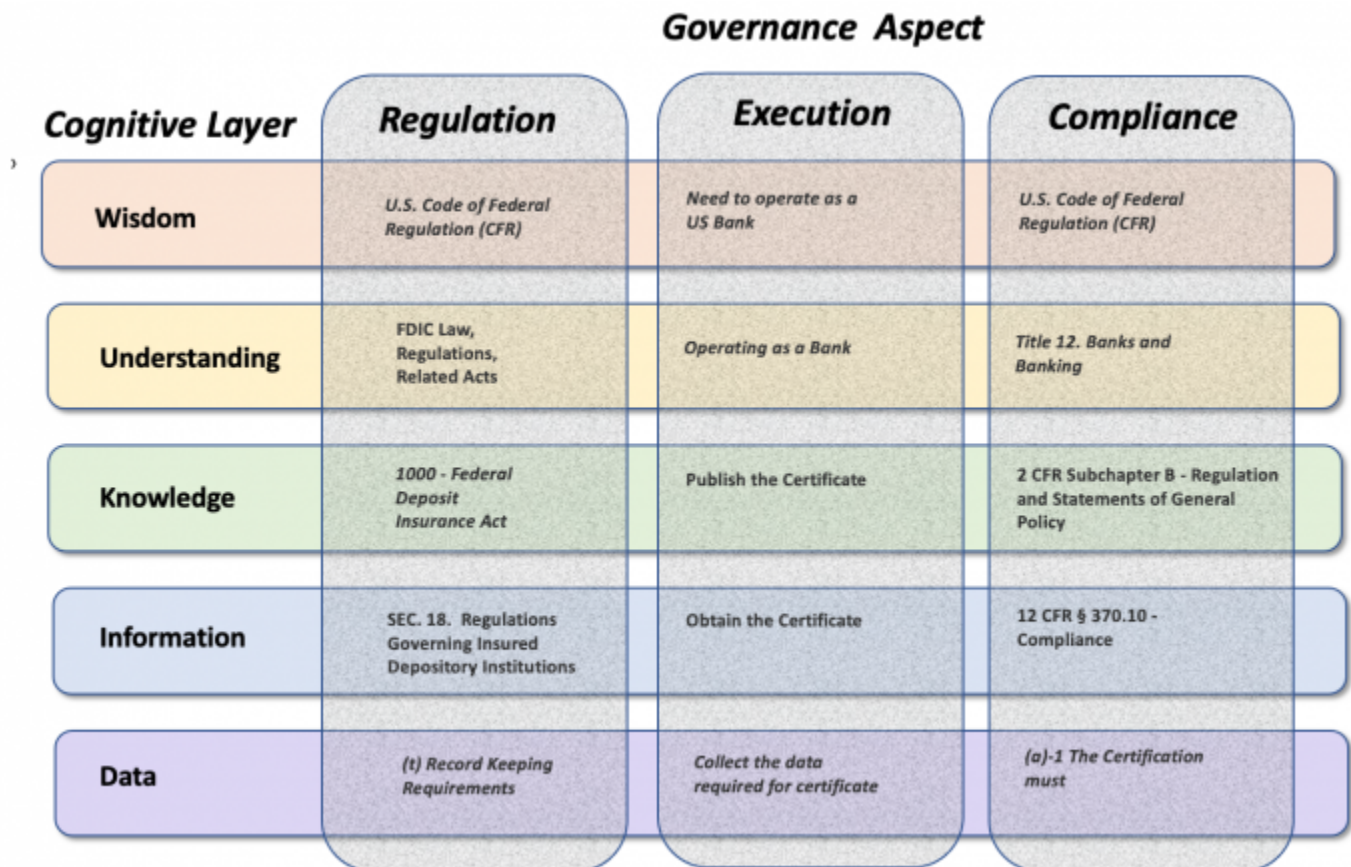 Governance Aspect
Cognitive Layer
Regulation
Execution
Compliance
›
Wisdom
U.S. Code of Federal
Regulation (CFR)
Need to operate as a
US Bank
U.S. Code of Federal
Regulation (CFR)
Understanding
FDIC Law,
Regulations,
Related Acts
Operating as a Bank
Title 12. Banks and
Banking
Knowledge
1000 - Federal
Deposit
Insurance Act
Publish the Certificate
2 CFR Subchapter B - Regulation
and Statements of General
Policy
Information
SEC. 18. Regulations
Governing Insured
Depository Institutions
Obtain the Certificate
12 CFR § 370.10 -
Compliance
Data
(t) Record Keeping
Requirements
Collect the data
required for certificate
(a)-1 The Certification
must